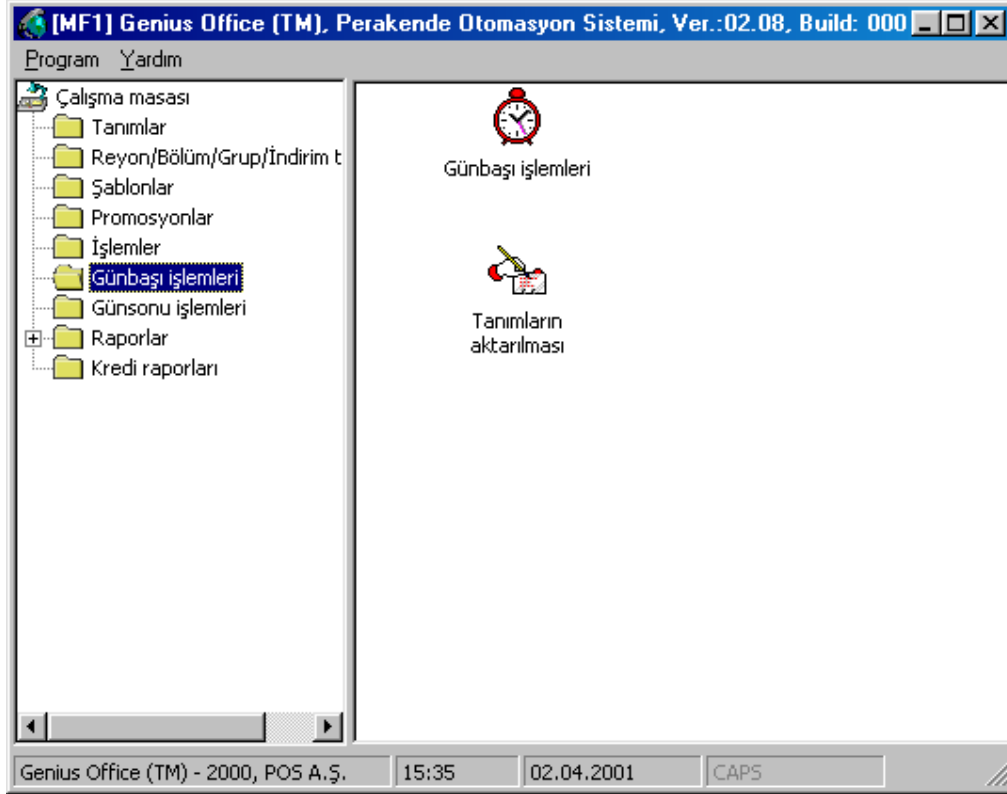 [MF1] Genius Office (TM), Perakende Otomasyon Sistemi, Ver.:02.08, Build: 000
Program Yardım
Çalışma masası
Tanımlar
Reyon/Bölüm/Grup/İndirim t
Şablonlar
Promosyonlar
İşlemler
Günbaşı işlemleri
Günsonu işlemleri
Raporlar
Kredi raporları
Günbaşı işlemleri
Tanımların
aktarılması
Genius Office (TM) - 2000, POS A.Ş. 15:35 02.04.2001 CAPS